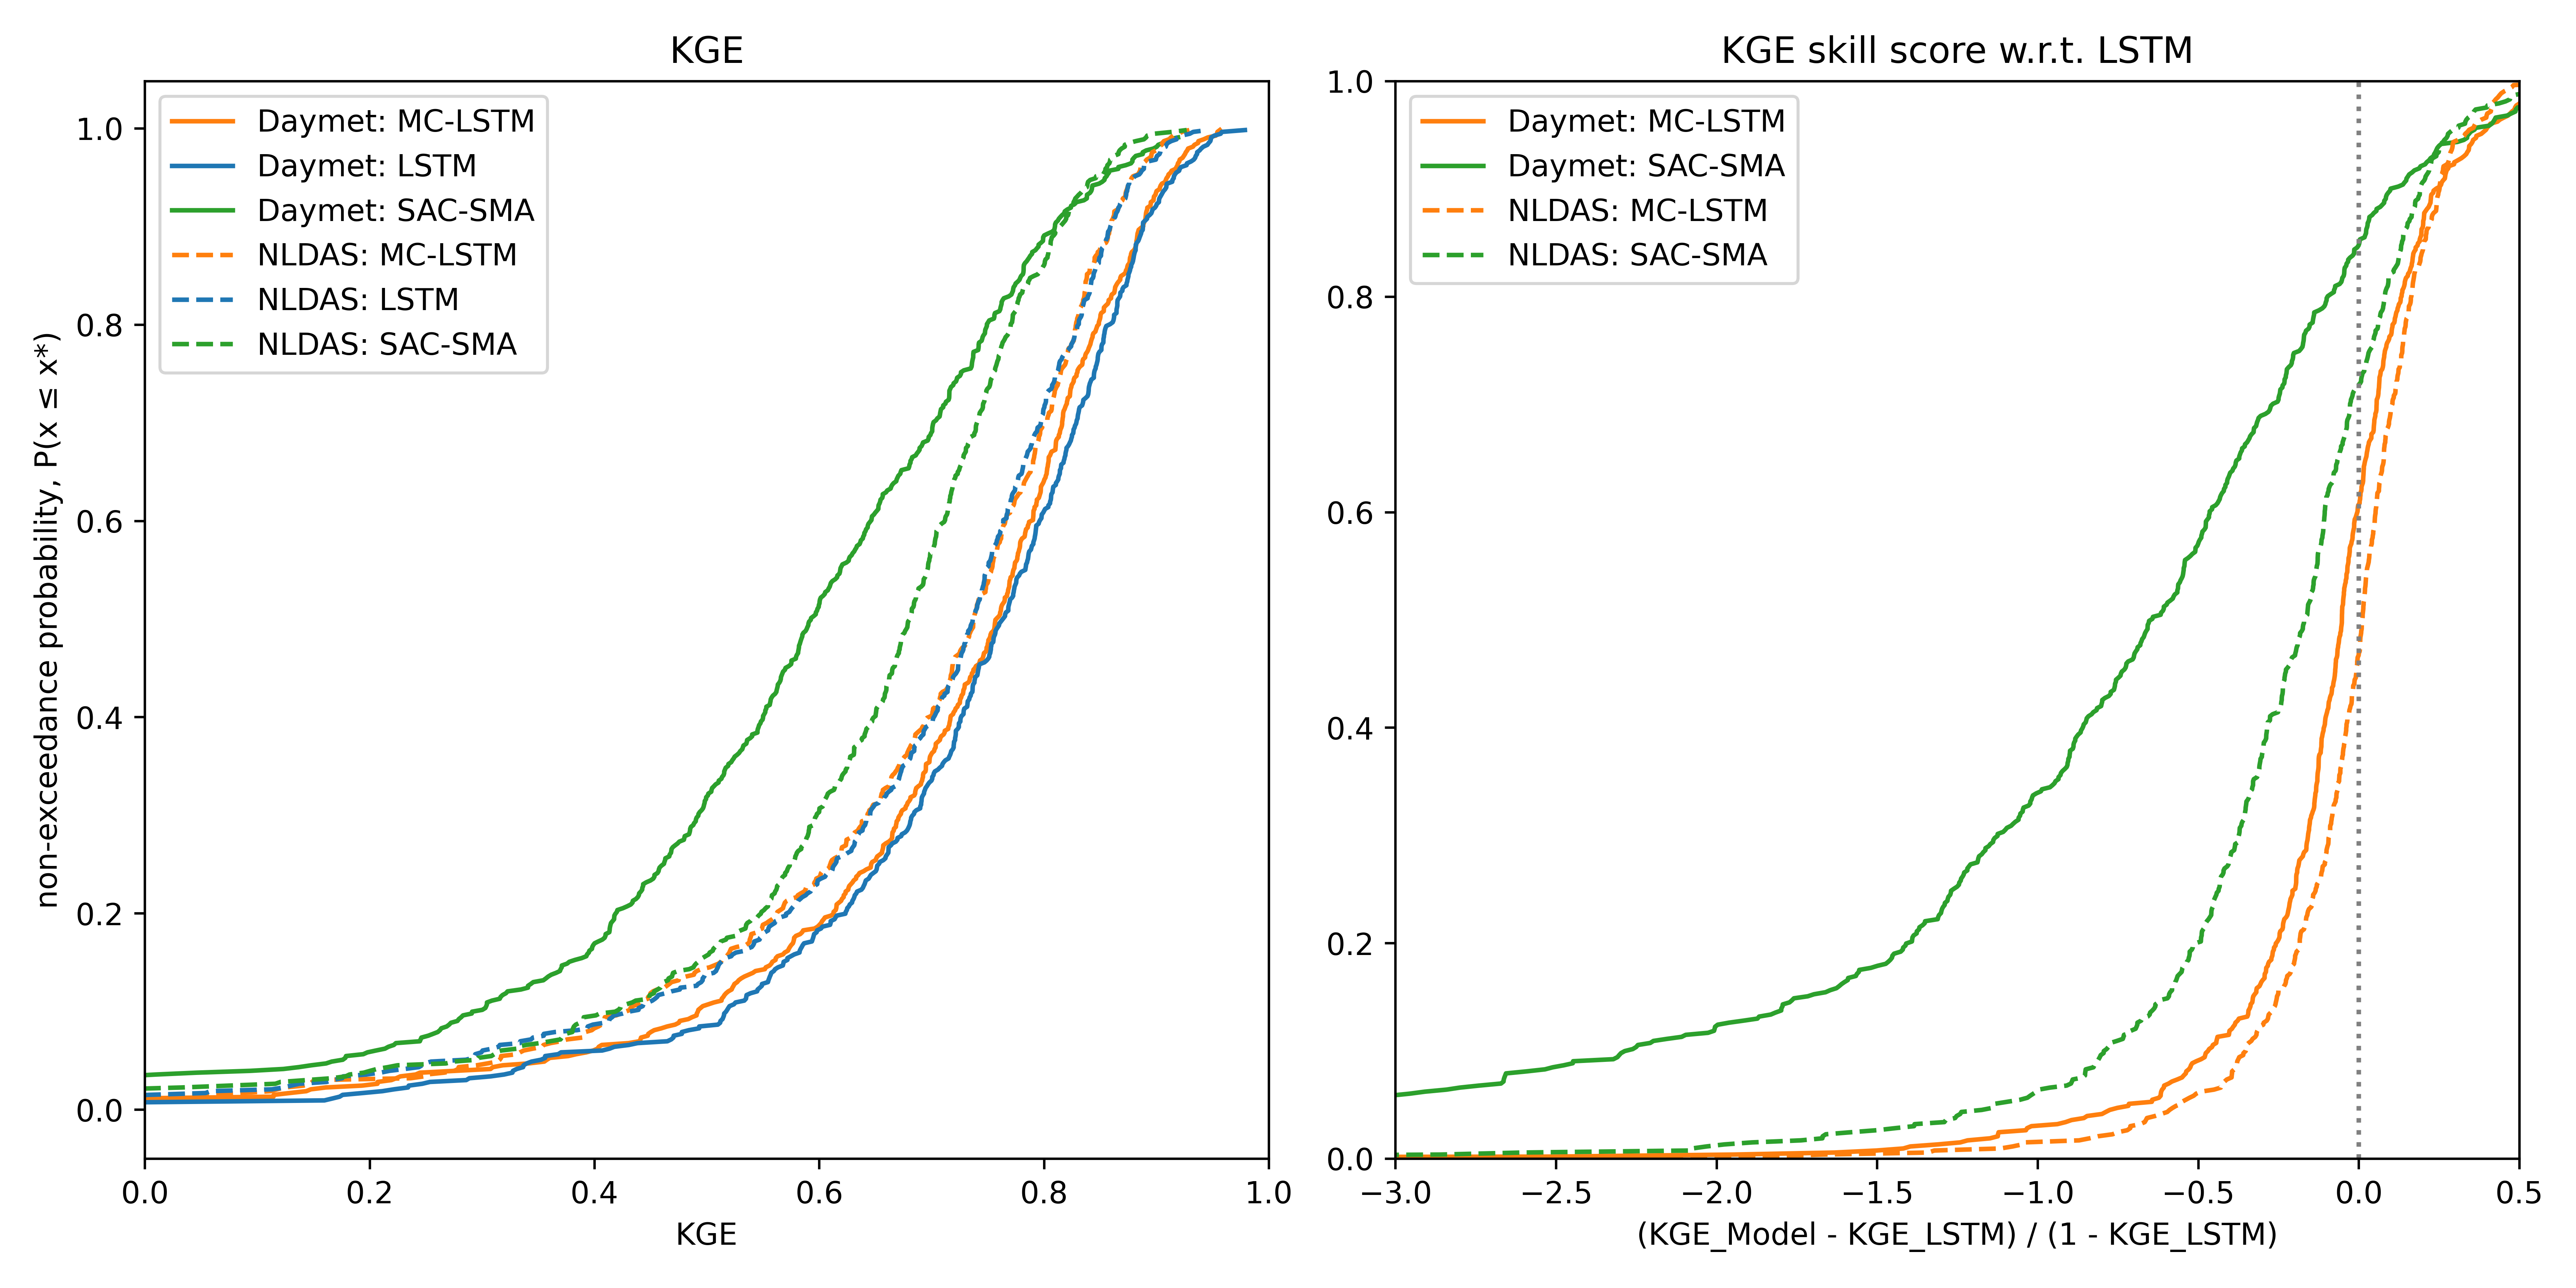 KGE
Daymet: MC-LSTM
Daymet: LSTM
Daymet: SAC-SMA
NLDAS: MC-LSTM
NLDAS: LSTM
NLDAS: SAC-SMA
non-exceedance probability, P(x ≤ x*)
1.0
0.8
0.6
0.4
0.2
0.0
0.0 0.2 0.4 0.6 0.8 1.0
KGE
KGE skill score w.r.t. LSTM
Daymet: MC-LSTM
Daymet: SAC-SMA
NLDAS: MC-LSTM
NLDAS: SAC-SMA
1.0
0.8
0.6
0.4
0.2
0.0
−3.0 −2.5 −2.0 −1.5 −1.0 −0.5 0.0 0.5
(KGE_Model - KGE_LSTM) / (1 - KGE_LSTM)